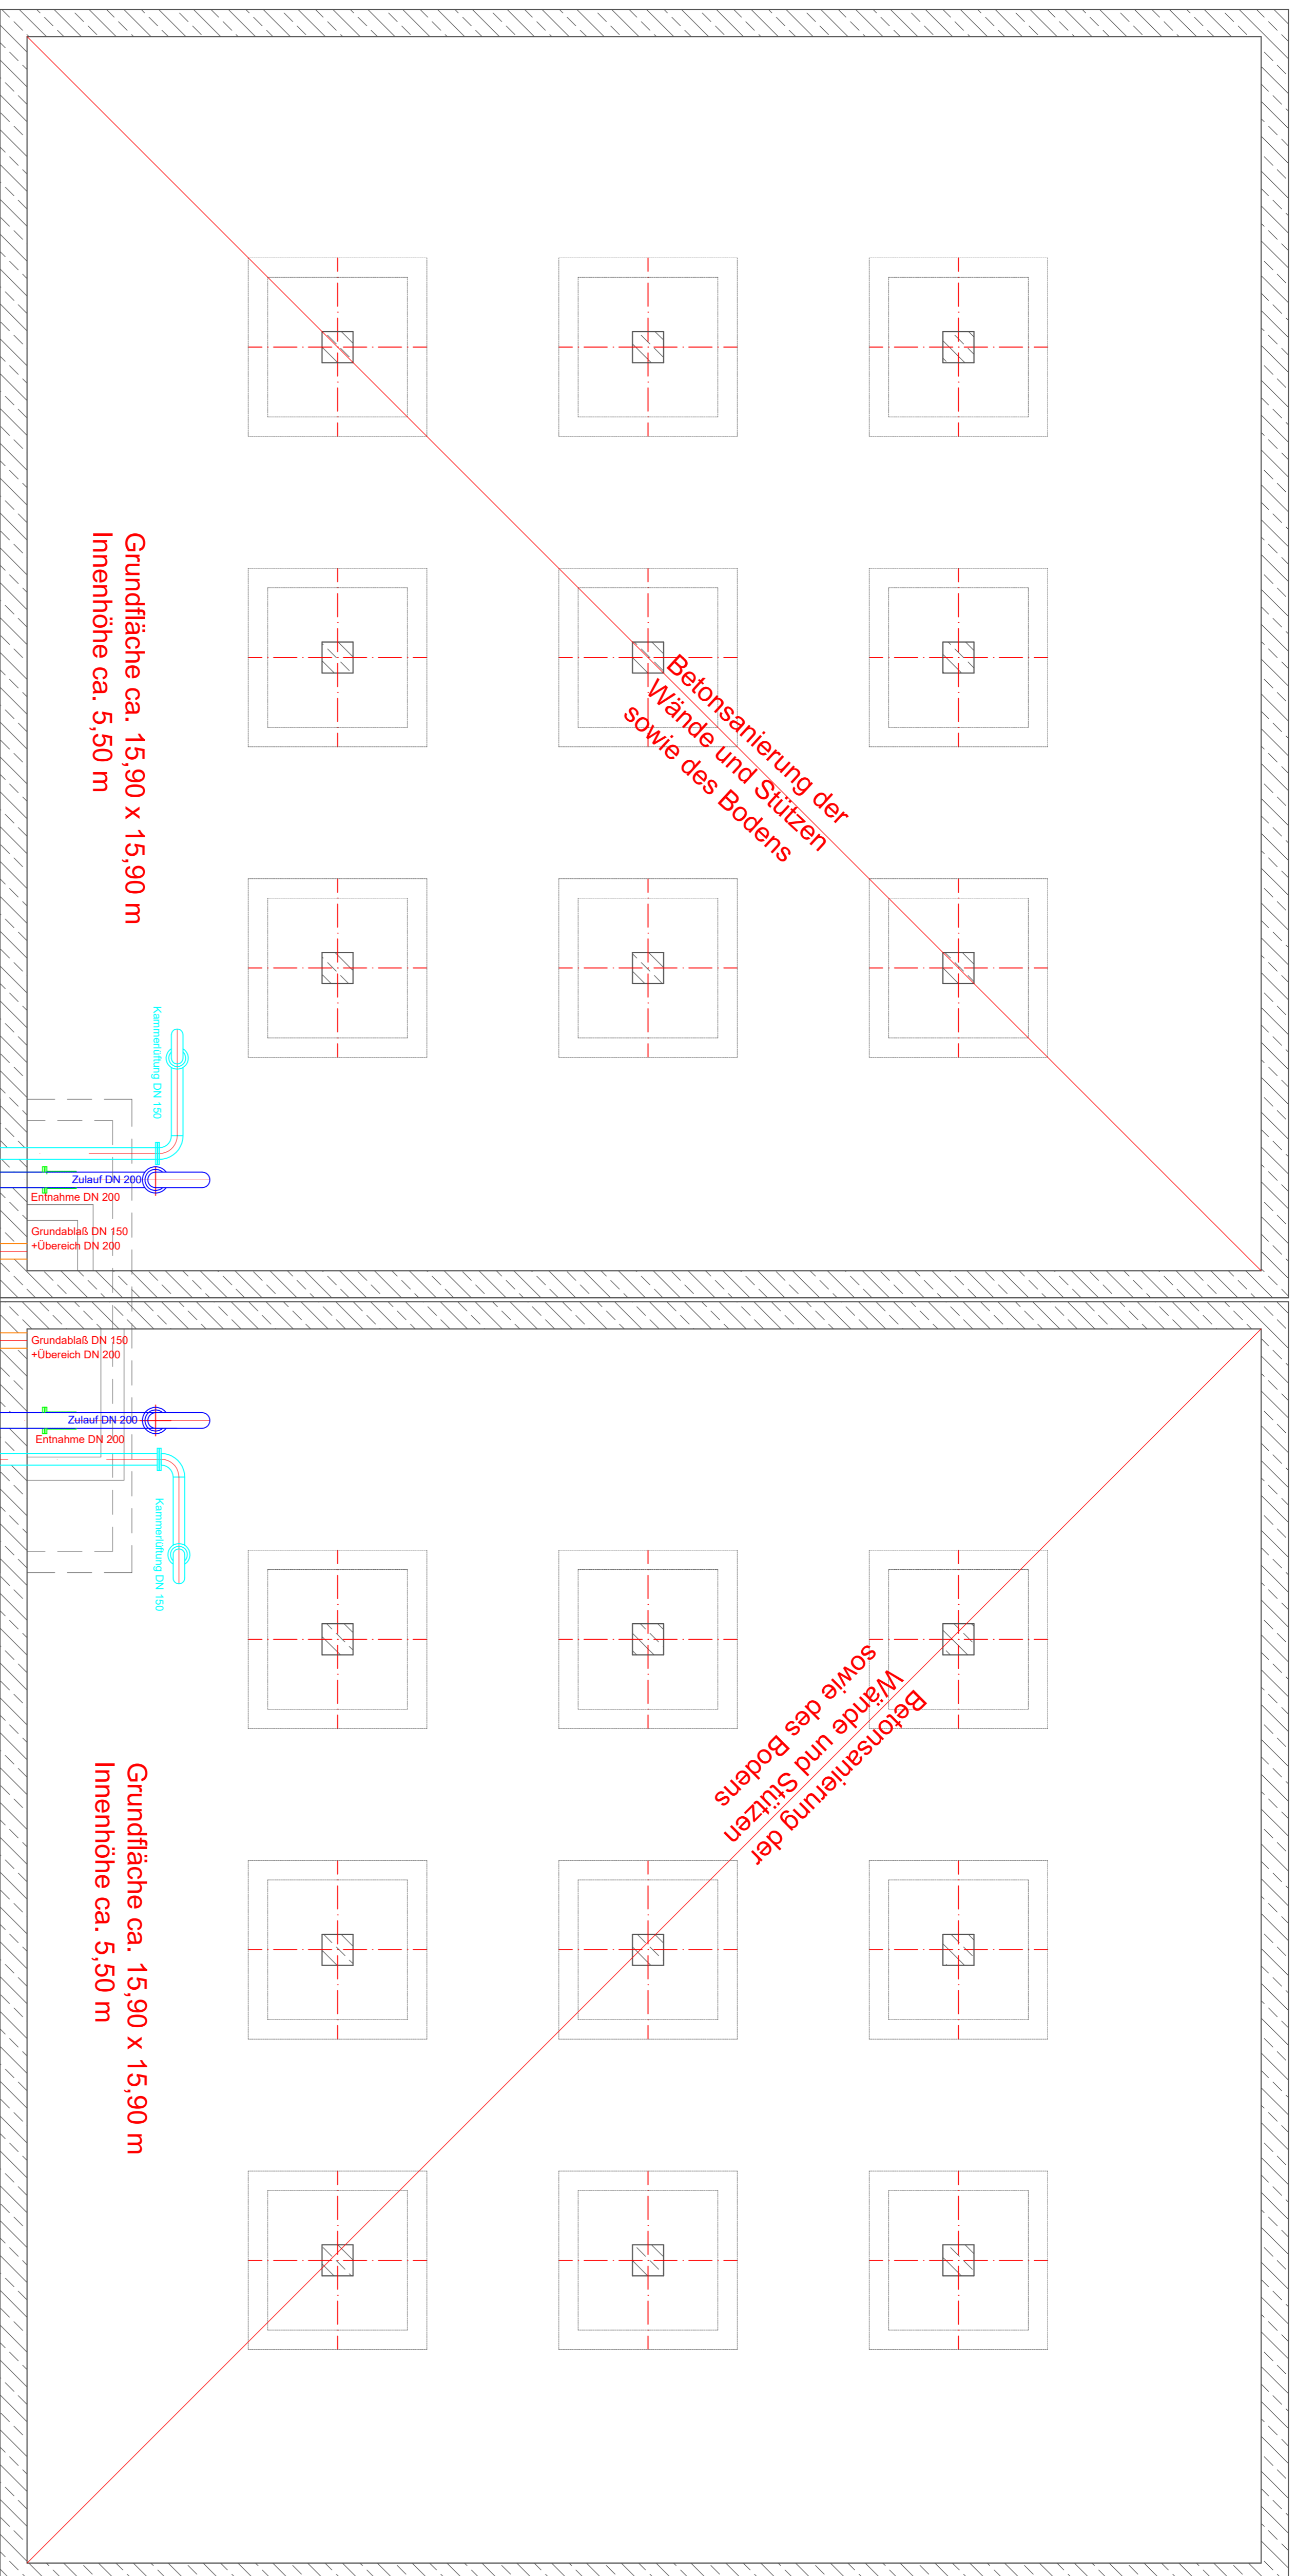 Betonsanierung der
Wände und Stützen
sowie des Bodens
Grundfläche ca. 15,90 x 15,90 m
Innenhöhe ca. 5,50 m
Kammerlüftung DN 150
Zulauf DN 200
Entnahme DN 200
Grundablaß DN 150
+Übereich DN 200
Grundablaß DN 150
+Übereich DN 200
Zulauf DN 200
Entnahme DN 200
Kammerlüftung DN 150
Betonsanierung der
Wände und Stützen
sowie des Bodens
Grundfläche ca. 15,90 x 15,90 m
Innenhöhe ca. 5,50 m